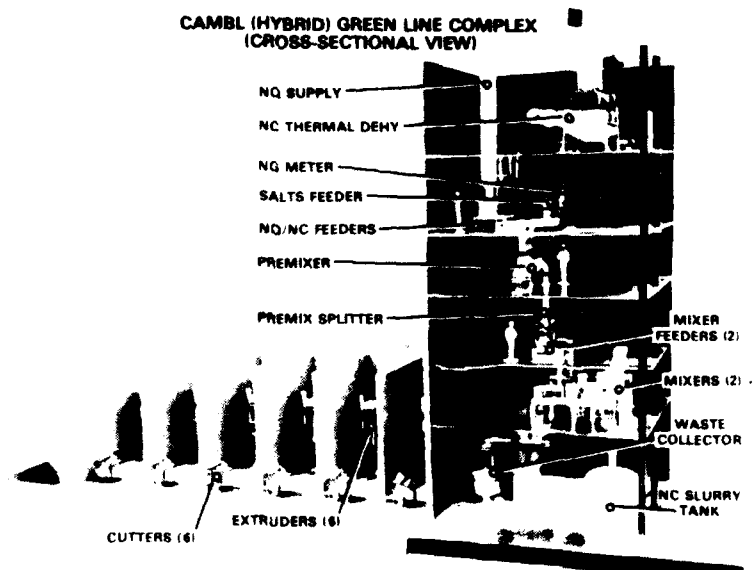 CAMBL (HYBRID) GREEN LINE COMPLEX
(CROSS-SECTIONAL VIEW)
NQ SUPPLY
NC THERMAL DEHY
NG METER
SALTS FEEDER
NQ/NC FEEDERS
PREMIXER
PREMIX SPLITTER
MIXER
FEEDERS (2)
MIXERS (2)
WASTE
COLLECTOR
NC SLURRY
TANK
EXTRUDERS (6)
CUTTERS (6)